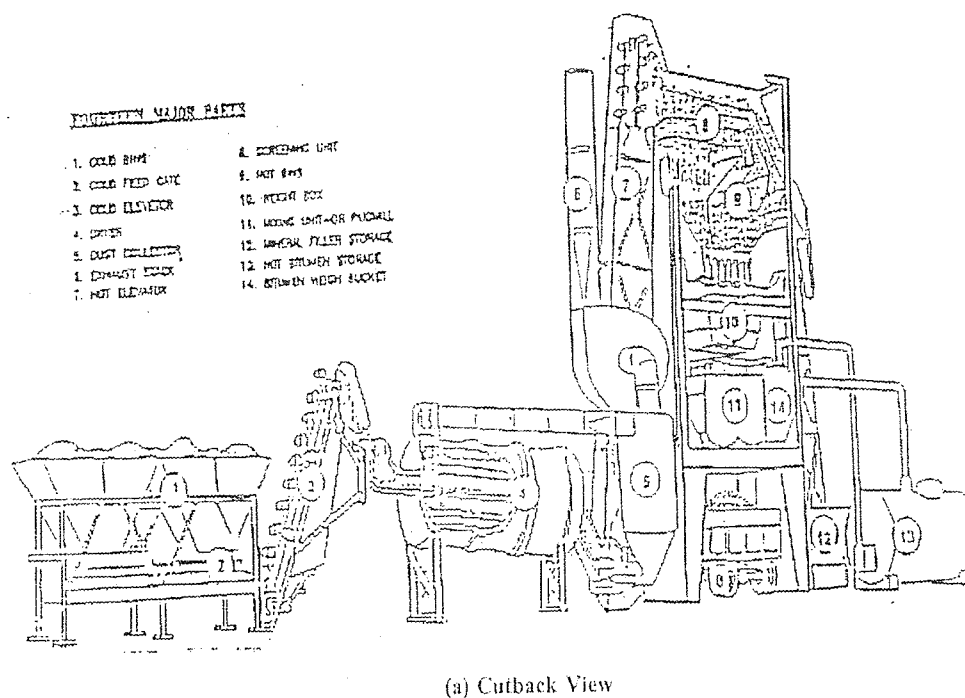 FOURTEEN MAJOR PARTS
1. COLD BINS
2. COLD FEED GATE
3. COLD ELEVATOR
4. DRYER
5. DUST COLLECTOR
6. EXHAUST STACK
7. HOT ELEVATOR
8. SCREENING UNIT
9. HOT BINS
10. WEIGHT BOX
11. MIXING UNIT-OR PUGMILL
12. MINERAL FILLER STORAGE
13. HOT BITUMEN STORAGE
14. BITUMEN WEIGH BUCKET
6
7
8
9
10
11
14
1
2
3
5
12
13
(a) Cutback View